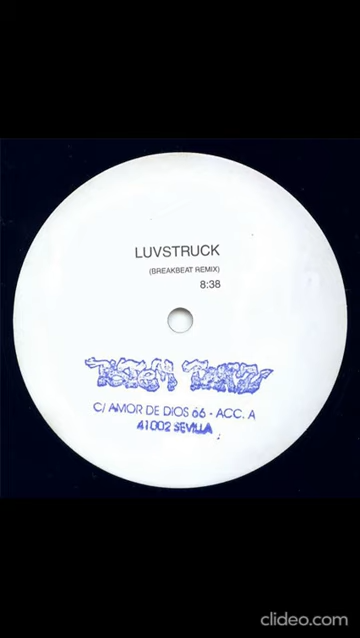 LUVSTRUCK
(BREAKBEAT REMIX)
8:38
C/ AMOR DE DIOS 66 - ACC. A
41002 SEVILLA
clideo.com